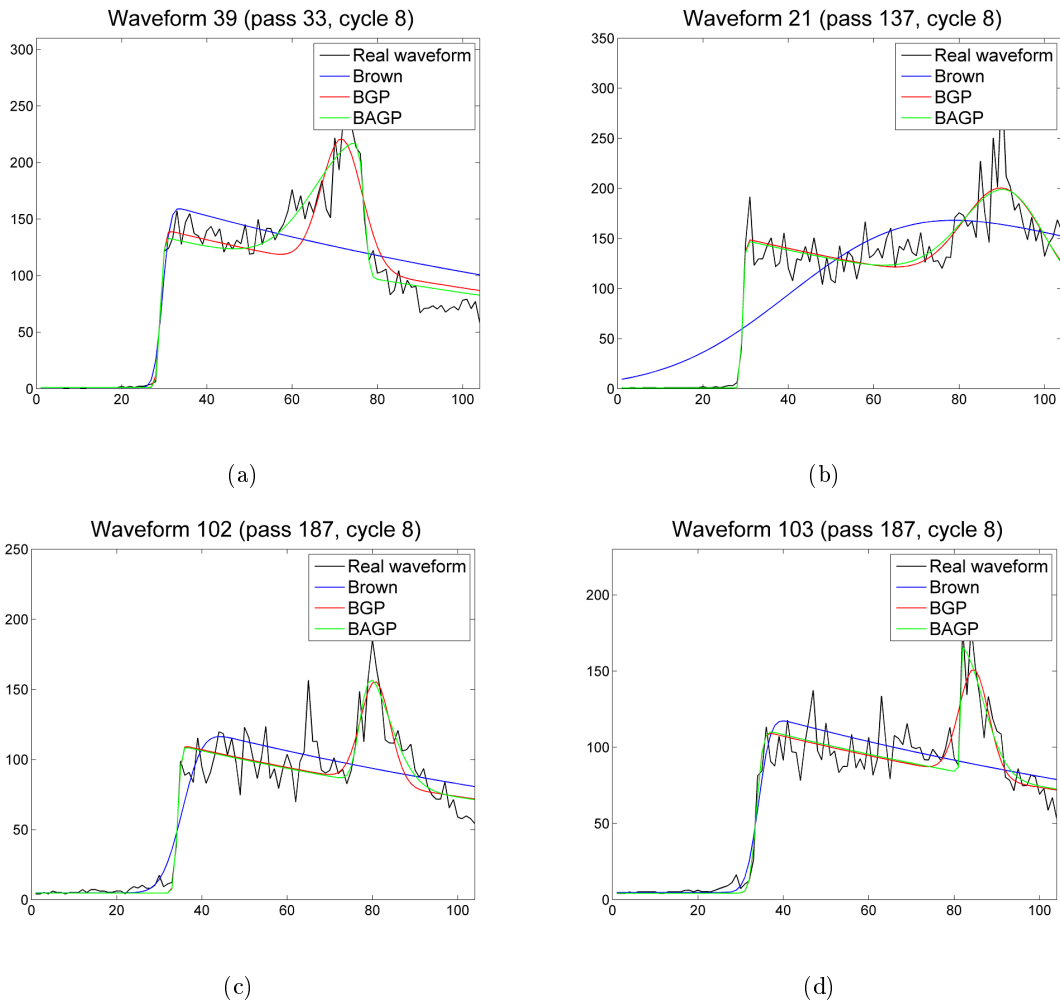 Waveform 39 (pass 33, cycle 8)
300
250
200
150
100
50
0
0 20 40 60 80 100
Real waveform
Brown
BGP
BAGP
(a)
Waveform 21 (pass 137, cycle 8)
350
300
250
200
150
100
50
0
0 20 40 60 80 100
Real waveform
Brown
BGP
BAGP
(b)
Waveform 102 (pass 187, cycle 8)
250
200
150
100
50
0
0 20 40 60 80 100
Real waveform
Brown
BGP
BAGP
(c)
Waveform 103 (pass 187, cycle 8)
200
150
100
50
0
0 20 40 60 80 100
Real waveform
Brown
BGP
BAGP
(d)